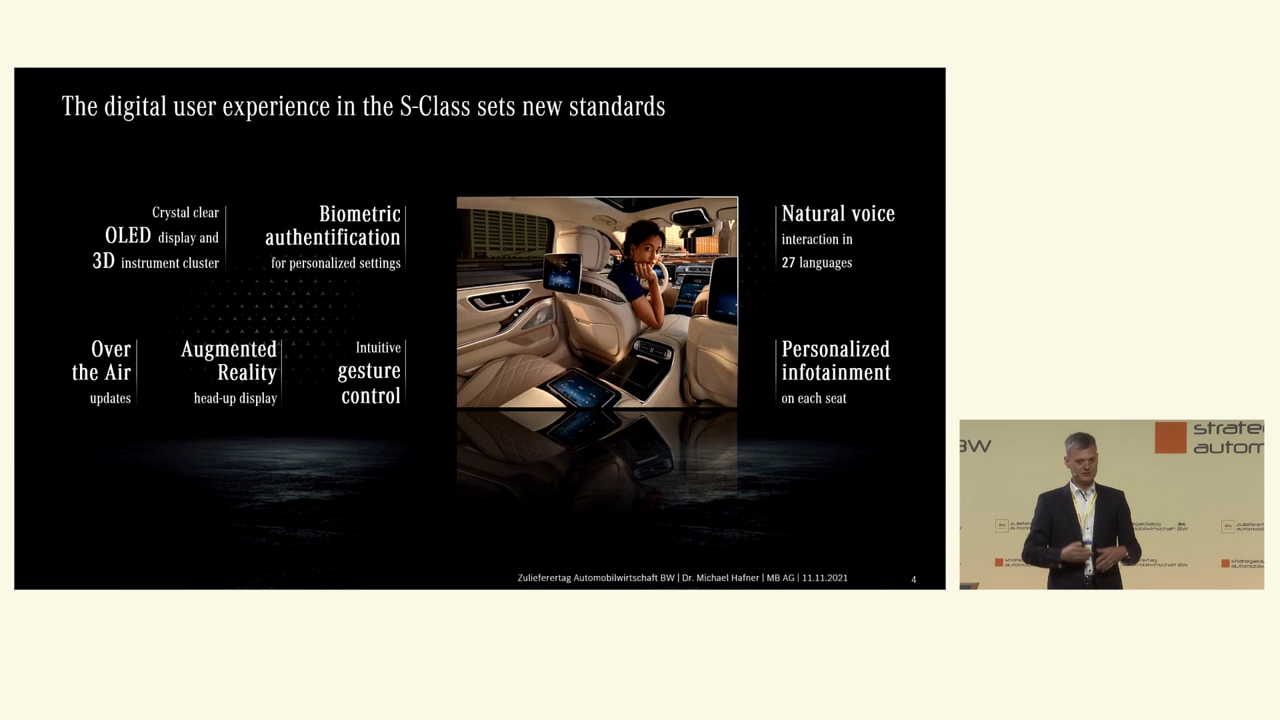 The digital user experience in the S-Class sets new standards
Crystal clear
OLED display and
3D instrument cluster
Biometric
authentification
for personalized settings
Natural voice
interaction in
27 languages
Over
the Air
updates
Augmented
Reality
head-up display
Intuitive
gesture
control
Personalized
infotainment
on each seat
Zulieferertag Automobilwirtschaft BW | Dr. Michael Hafner | MB AG | 11.11.2021
4
BW
strate
autom